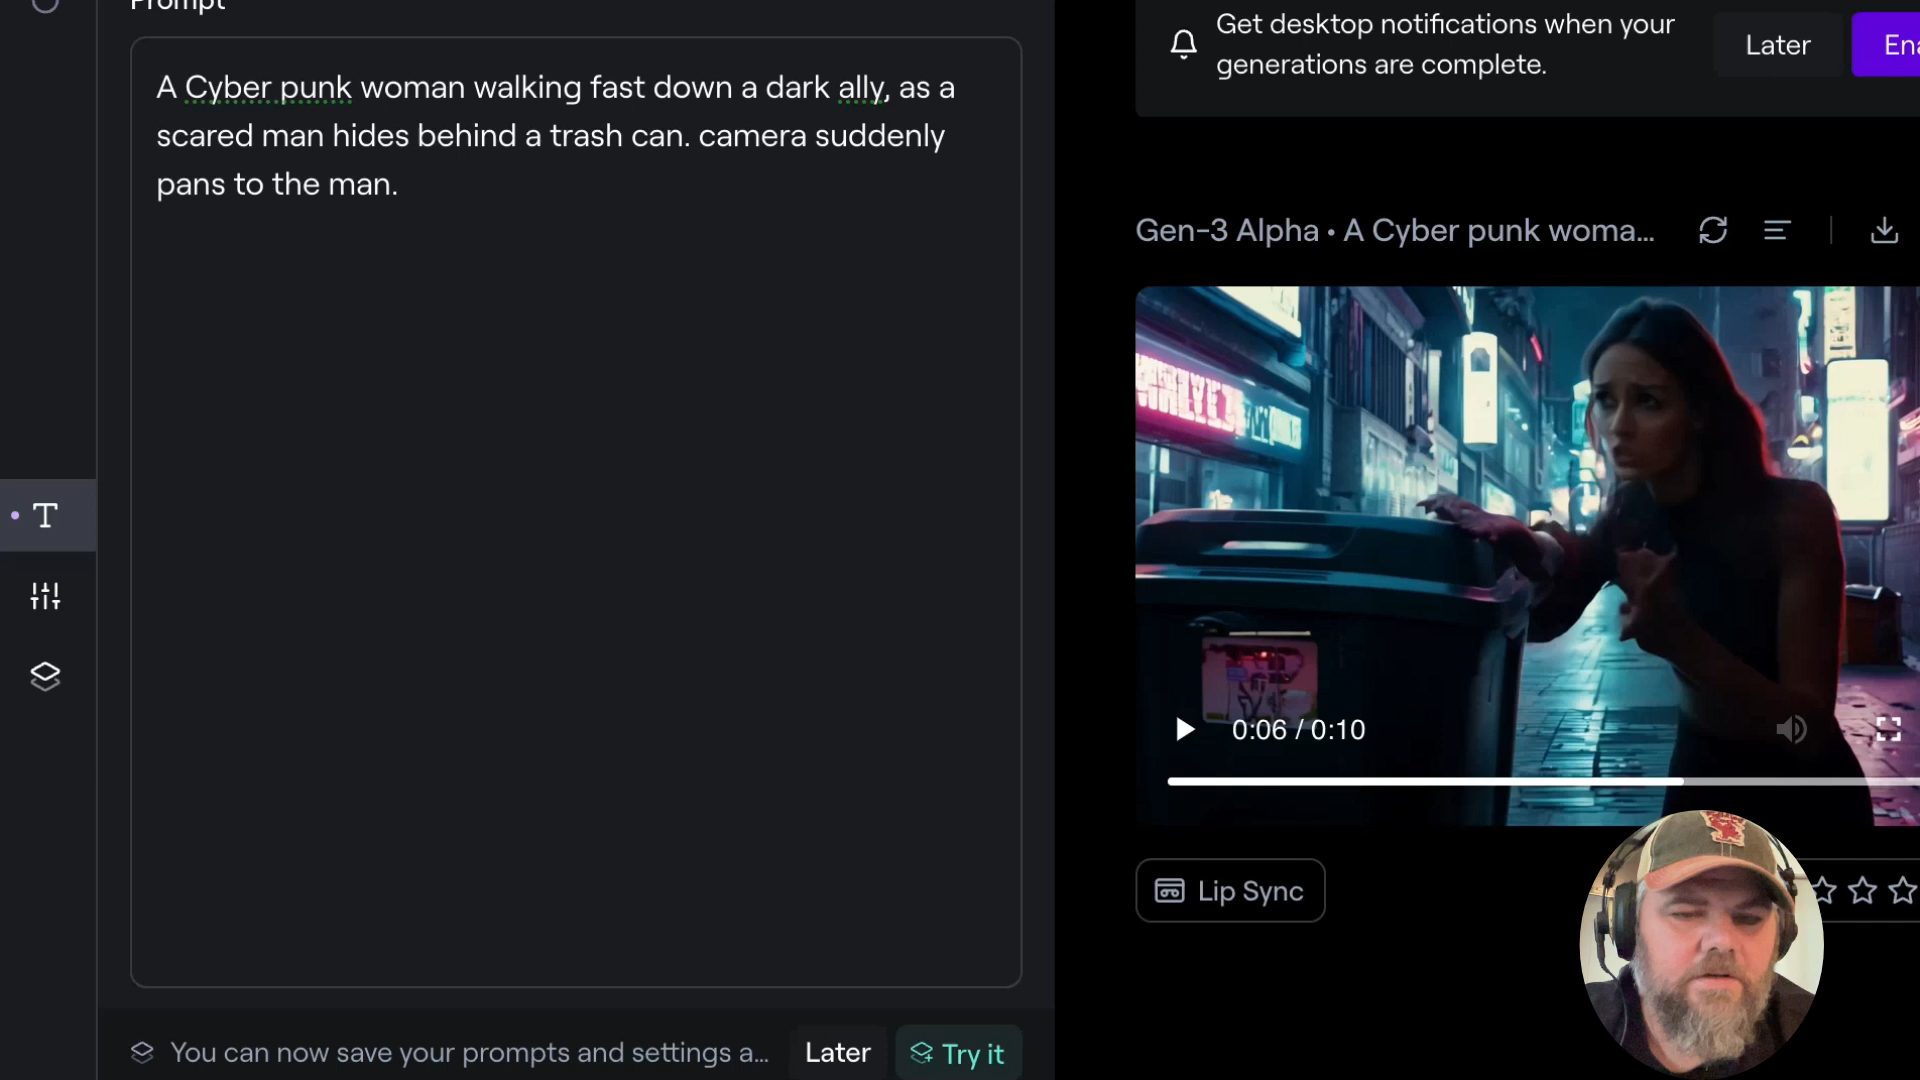 Prompt
A Cyber punk woman walking fast down a dark ally, as a
scared man hides behind a trash can. camera suddenly
pans to the man.
You can now save your prompts and settings a...
Later
Try it
Get desktop notifications when your
generations are complete.
Later
Gen-3 Alpha • A Cyber punk woma...
0:06 / 0:10
Lip Sync